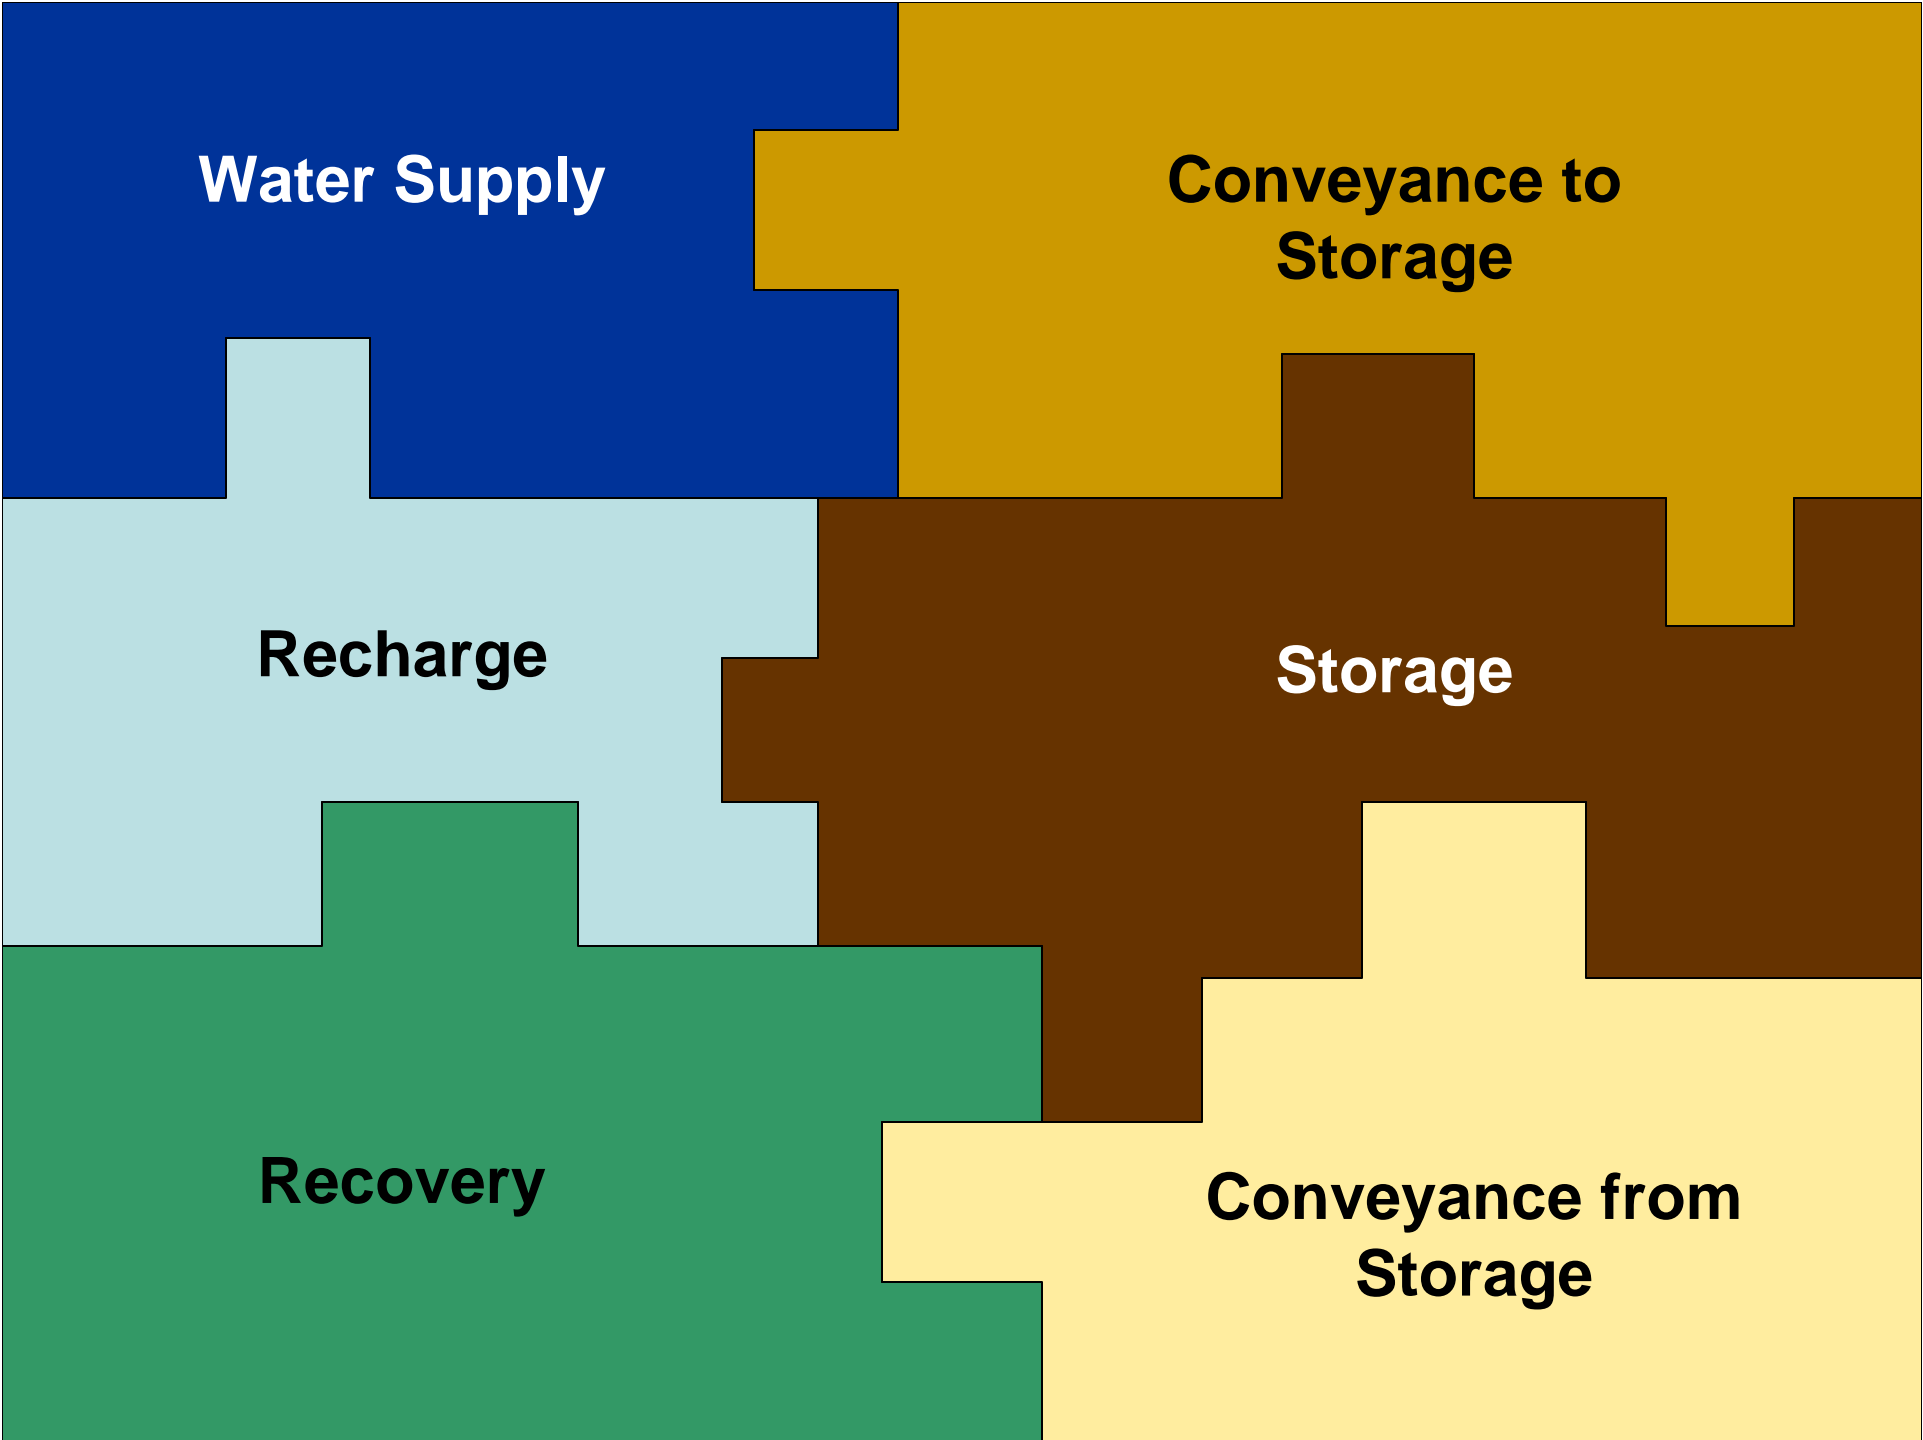 Water Supply
Conveyance to
Storage
Recharge
Storage
Recovery
Conveyance from
Storage